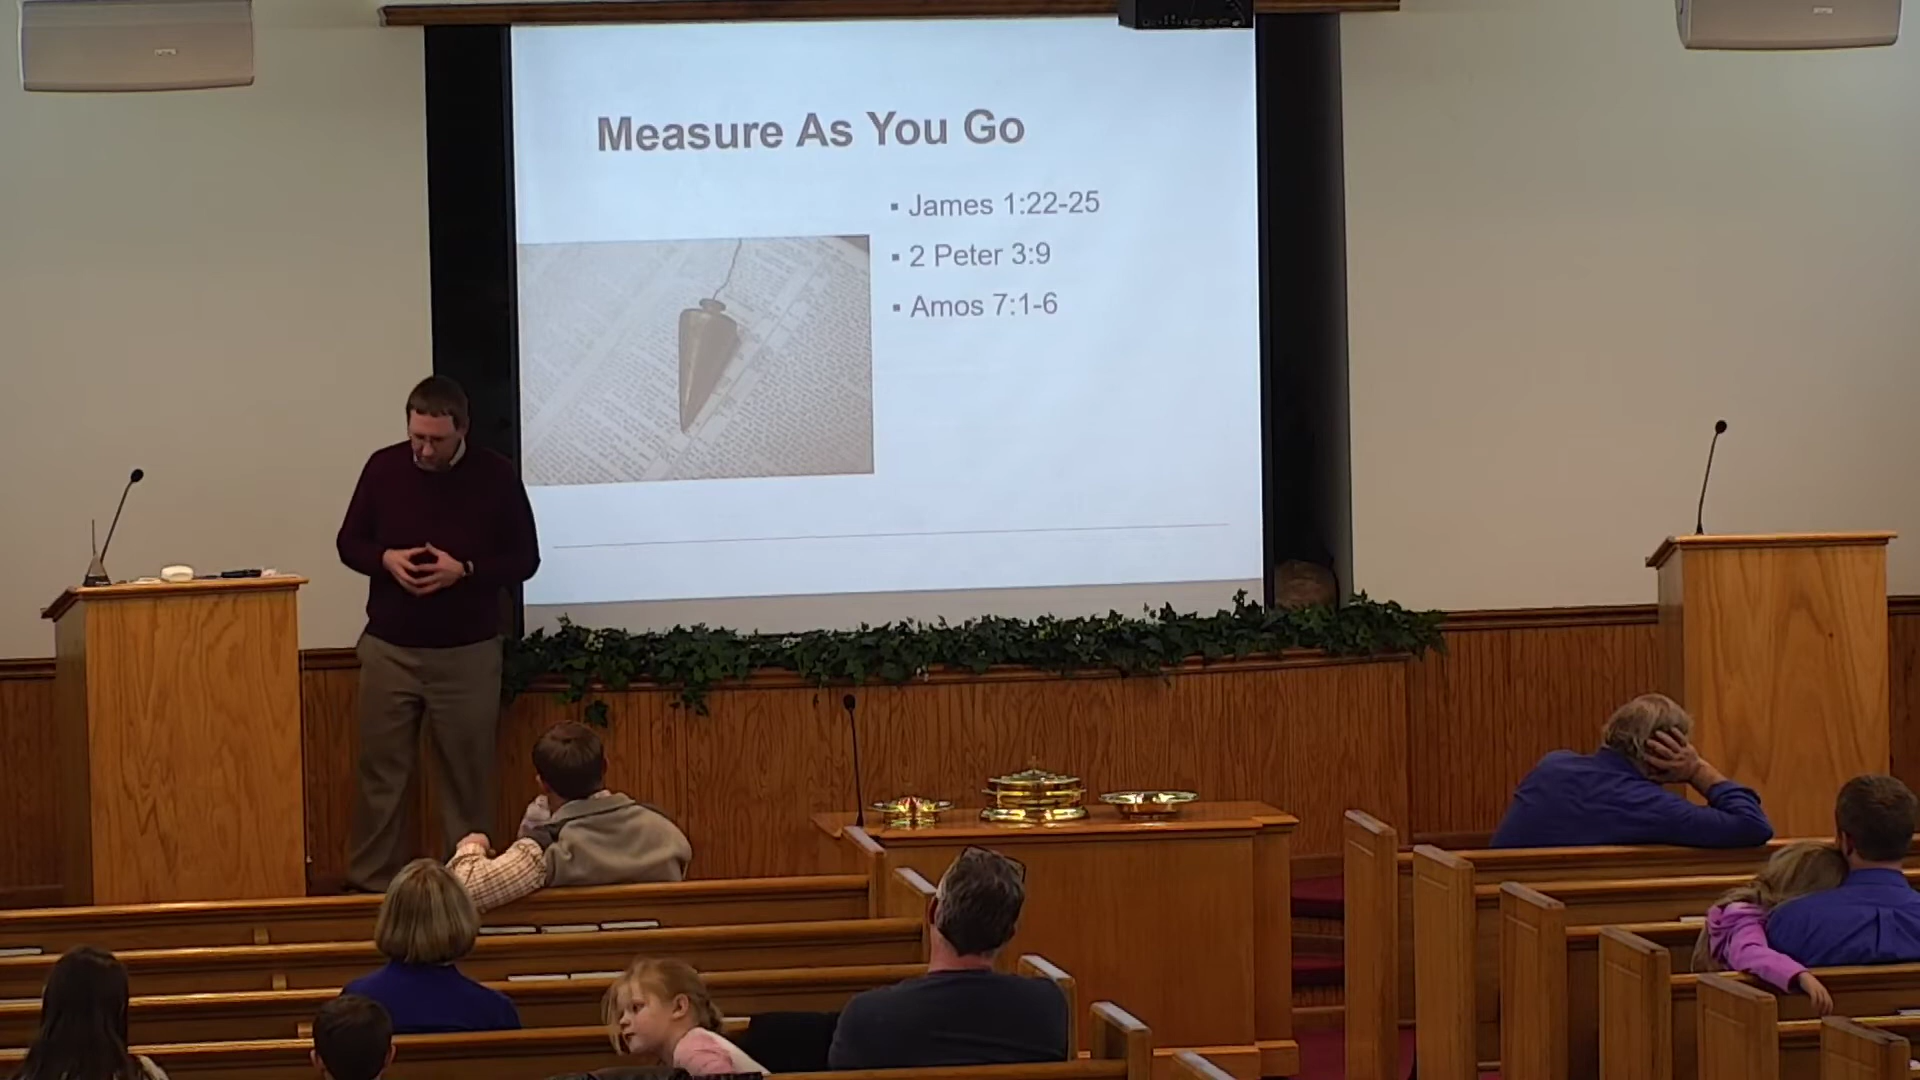 Measure As You Go
▪ James 1:22-25
▪ 2 Peter 3:9
▪ Amos 7:1-6